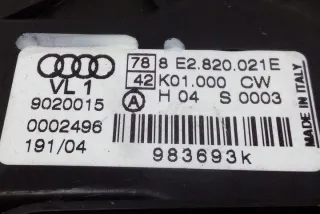 VL 1
9020015
0002496
191/04
78 8 E2.820.021E
42 K01.000 CW
A H 04 S 0003
983693k
MADE IN ITALY